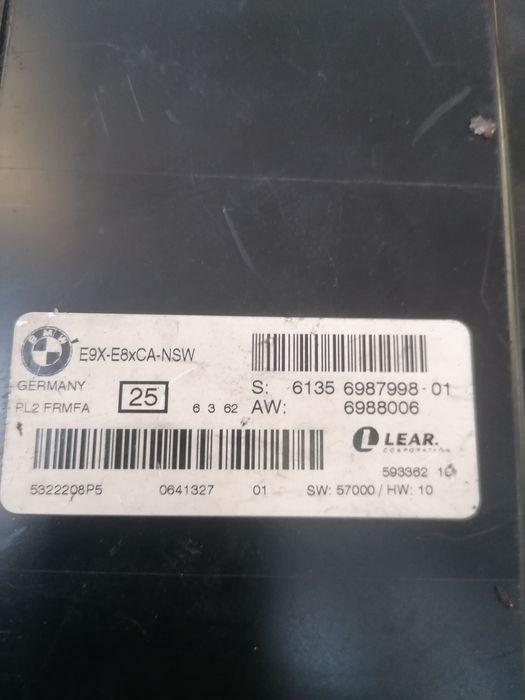 BMW
E9X-E8xCA-NSW
GERMANY
25
S: 6135 6987998-01
PL2 FRMFA
6 3 62
AW: 6988006
LEAR.
CORPORATION
593362 10
5322208P5 0641327 01 SW: 57000 / HW: 10